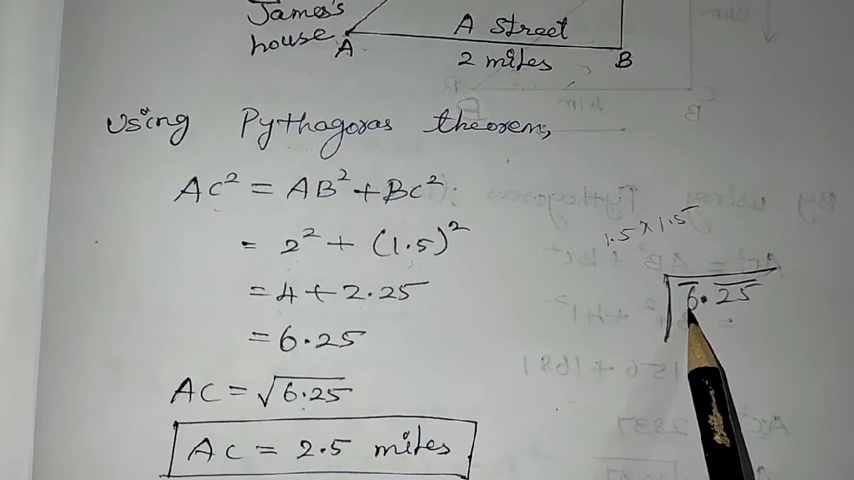 James's
house
A
A Street
2 miles
B
Using Pythagoras theorem,
AC² = AB² + BC²
= 2² + (1.5)²
= 4 + 2.25
= 6.25
AC = √6.25
AC = 2.5 miles
1.5 × 1.5
6.25